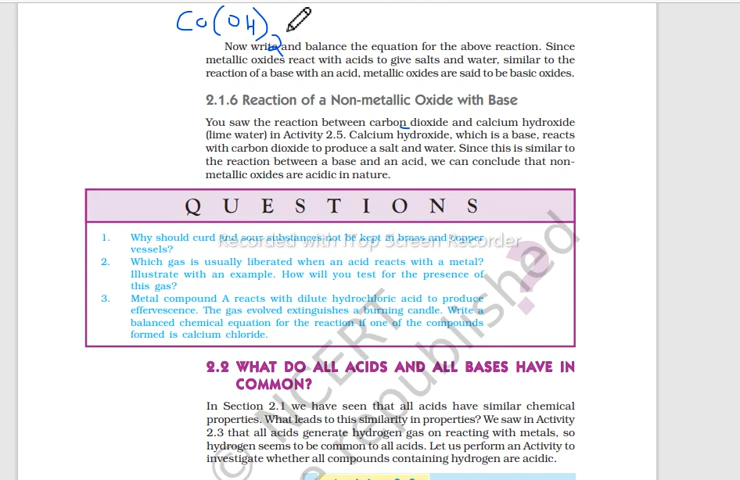 Ca(OH)2
Now write and balance the equation for the above reaction. Since
metallic oxides react with acids to give salts and water, similar to the
reaction of a base with an acid, metallic oxides are said to be basic oxides.
2.1.6 Reaction of a Non-metallic Oxide with Base
You saw the reaction between carbon dioxide and calcium hydroxide
(lime water) in Activity 2.5. Calcium hydroxide, which is a base, reacts
with carbon dioxide to produce a salt and water. Since this is similar to
the reaction between a base and an acid, we can conclude that non-
metallic oxides are acidic in nature.
QUESTIONS
1. Why should curd and sour substances not be kept in brass and copper
vessels?
Recorded with iTop Screen Recorder
2. Which gas is usually liberated when an acid reacts with a metal?
Illustrate with an example. How will you test for the presence of
this gas?
?
3. Metal compound A reacts with dilute hydrochloric acid to produce
effervescence. The gas evolved extinguishes a burning candle. Write a
balanced chemical equation for the reaction if one of the compounds
formed is calcium chloride.
2.2 WHAT DO ALL ACIDS AND ALL BASES HAVE IN
COMMON?
In Section 2.1 we have seen that all acids have similar chemical
properties. What leads to this similarity in properties? We saw in Activity
2.3 that all acids generate hydrogen gas on reacting with metals, so
hydrogen seems to be common to all acids. Let us perform an Activity to
investigate whether all compounds containing hydrogen are acidic.
© NCERT
republished